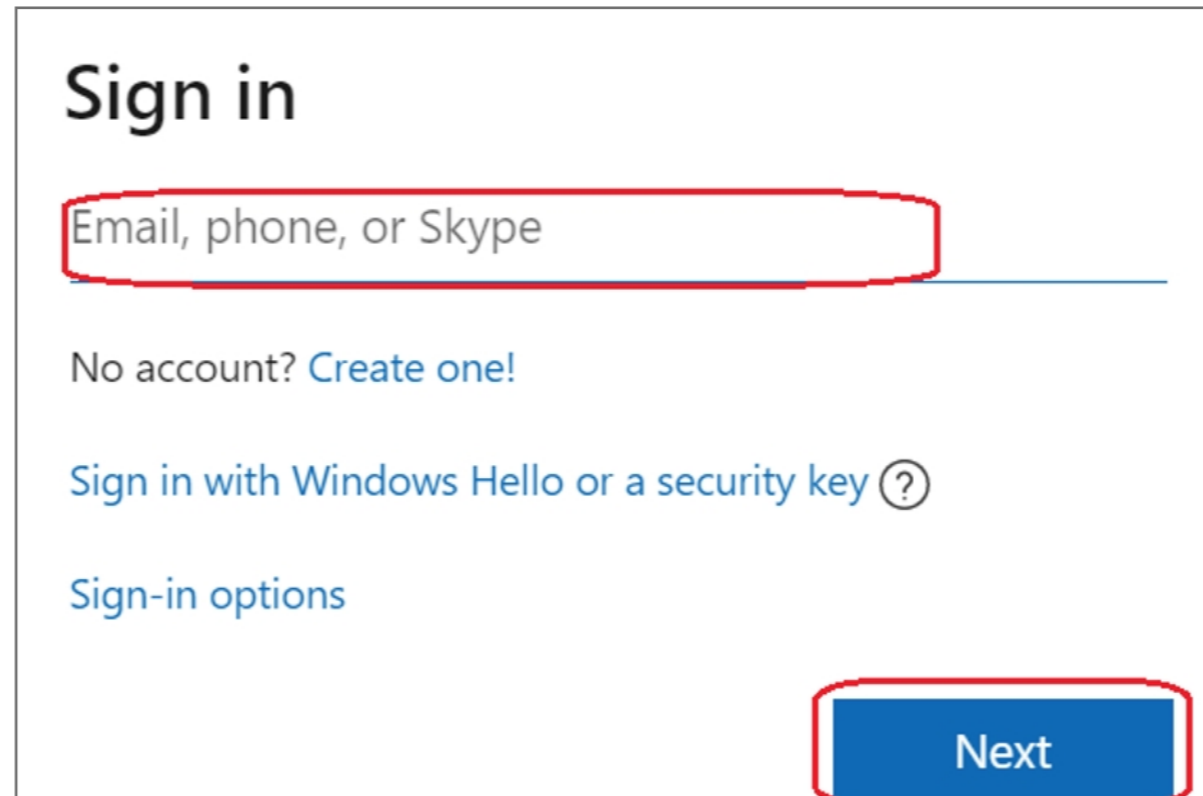 Sign in
Email, phone, or Skype
No account? Create one!
Sign in with Windows Hello or a security key ?
Sign-in options
Next